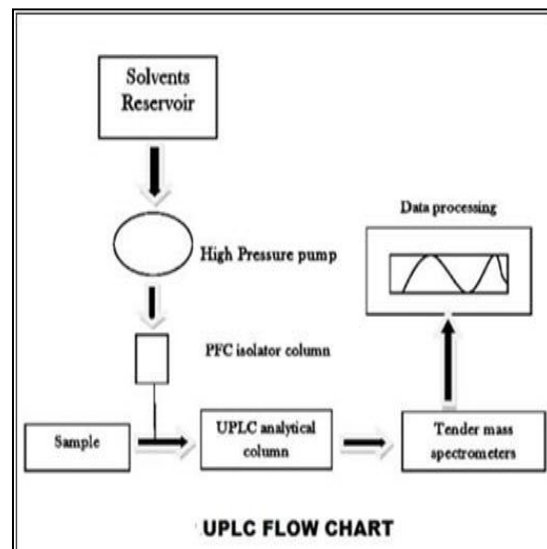 Solvents
Reservoir
Data processing
High Pressure pump
PFC isolator column
Sample
UPLC analytical
column
Tender mass
spectrometers
UPLC FLOW CHART